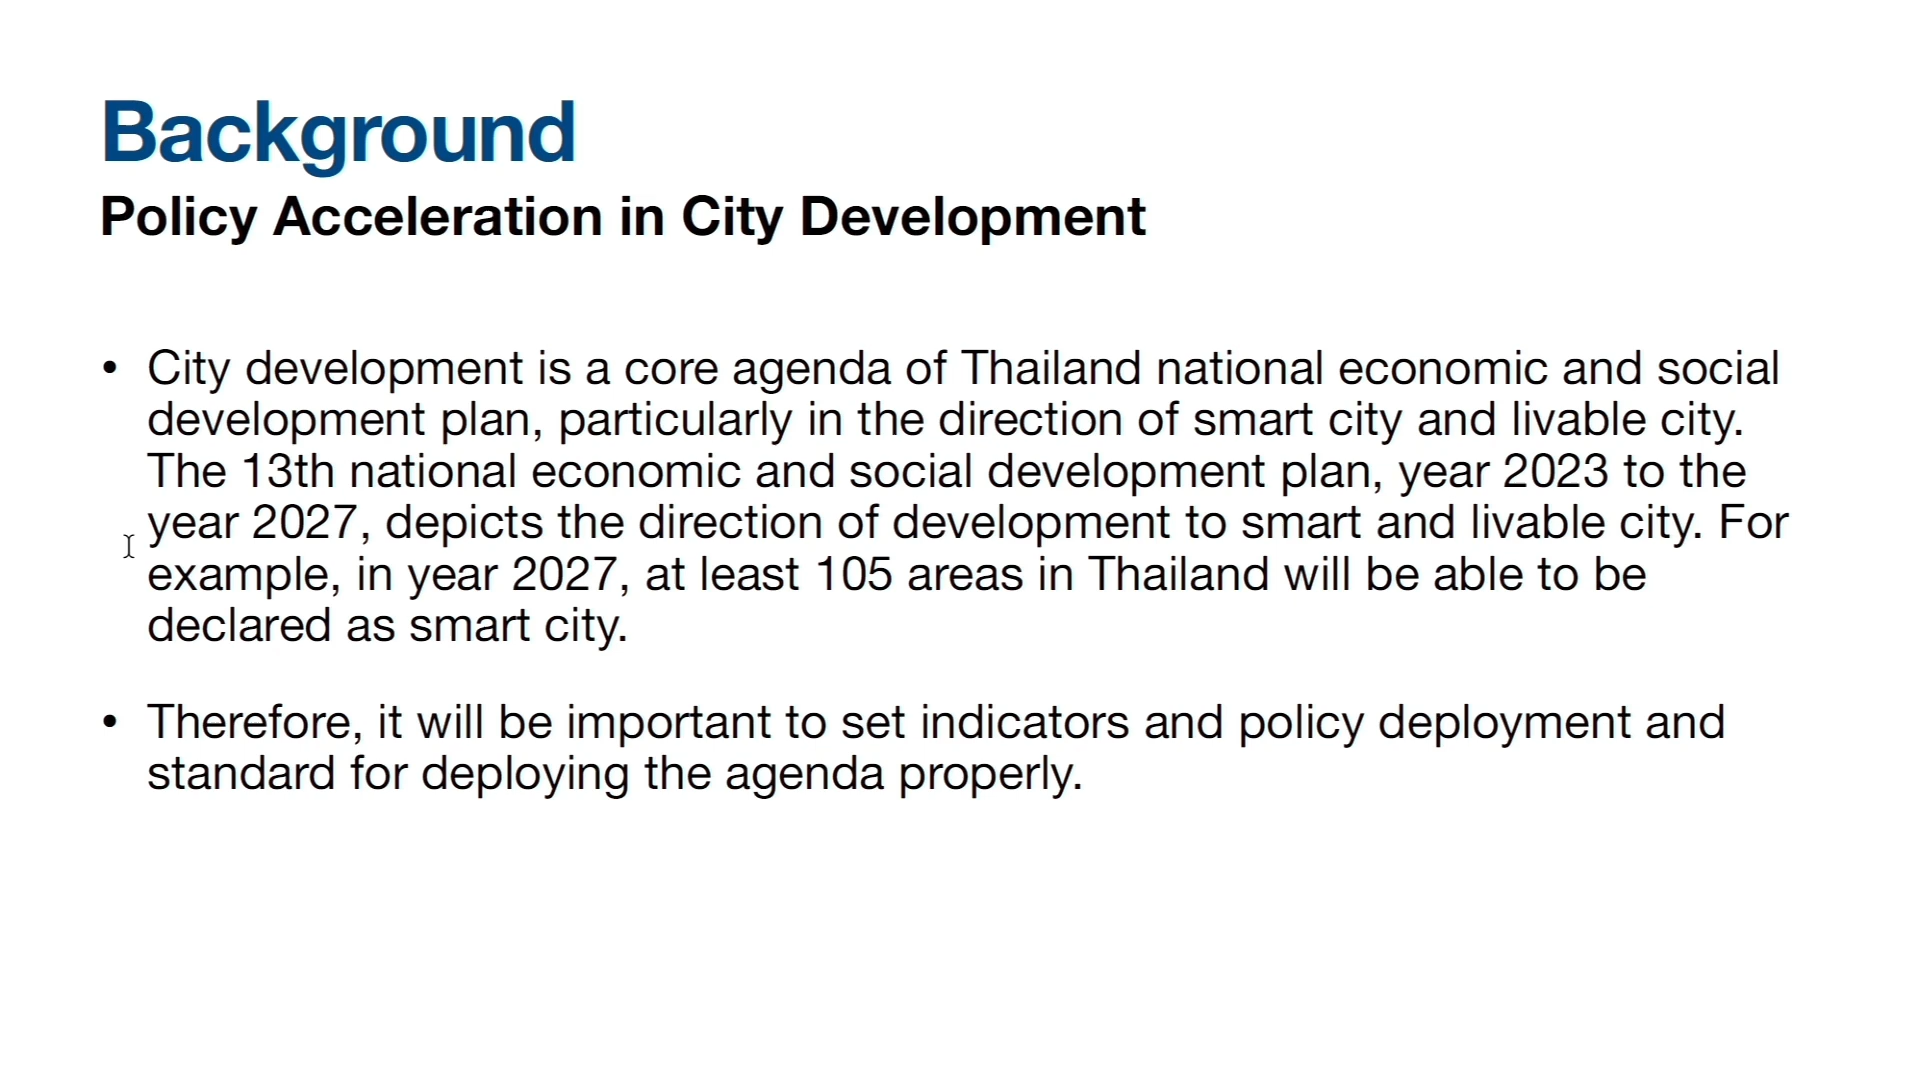 Background
Policy Acceleration in City Development
• City development is a core agenda of Thailand national economic and social
development plan, particularly in the direction of smart city and livable city.
The 13th national economic and social development plan, year 2023 to the
year 2027, depicts the direction of development to smart and livable city. For
example, in year 2027, at least 105 areas in Thailand will be able to be
declared as smart city.
• Therefore, it will be important to set indicators and policy deployment and
standard for deploying the agenda properly.